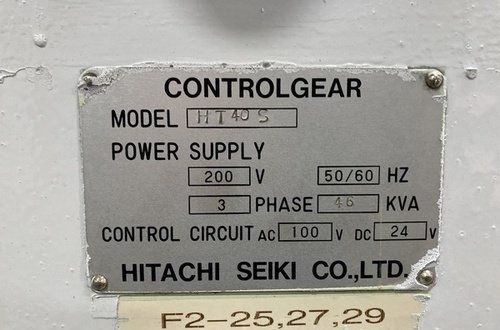 CONTROLGEAR
MODEL HT40S
POWER SUPPLY
200 V 50/60 HZ
3 PHASE 46 KVA
CONTROL CIRCUIT AC 100 V DC 24 V
HITACHI SEIKI CO.,LTD.
F2-25,27,29